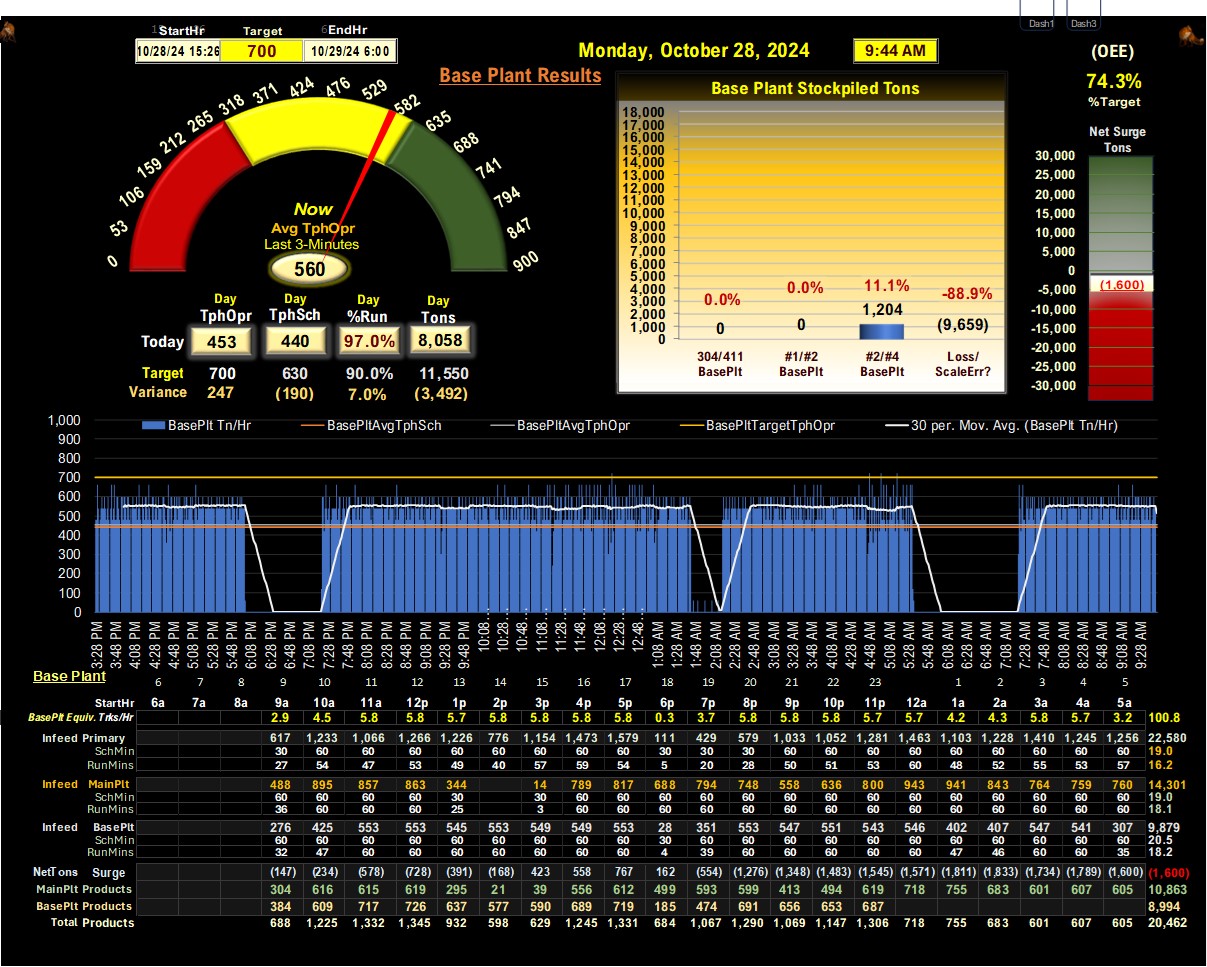 Dash1 Dash3
StartHr Target EndHr
10/28/24 15:26 700 10/29/24 6:00
Monday, October 28, 2024 9:44 AM
(OEE)
74.3%
%Target
Base Plant Results
Base Plant Stockpiled Tons
Net Surge
Tons
0 53 106 159 212 265 318 371 424 476 529 582 635 688 741 794 847 900
Now
Avg TphOpr
Last 3-Minutes
560
Day Day Day Day
TphOpr TphSch %Run Tons
Today 453 440 97.0% 8,058
Target 700 630 90.0% 11,550
Variance 247 (190) 7.0% (3,492)
18,000
17,000
16,000
15,000
14,000
13,000
12,000
11,000
10,000
9,000
8,000
7,000
6,000
5,000
4,000
3,000
2,000
1,000
0
0.0% 0.0% 11.1% -88.9%
0 0 1,204 (9,659)
304/411 #1/#2 #2/#4 Loss/
BasePlt BasePlt BasePlt ScaleErr?
30,000
25,000
20,000
15,000
10,000
5,000
0
-5,000
-10,000
-15,000
-20,000
-25,000
-30,000
(1,600)
BasePlt Tn/Hr BasePltAvgTphSch BasePltAvgTphOpr BasePltTargetTphOpr 30 per. Mov. Avg. (BasePlt Tn/Hr)
1,000
900
800
700
600
500
400
300
200
100
0
3:28 PM 3:48 PM 4:08 PM 4:28 PM 4:48 PM 5:08 PM 5:28 PM 5:48 PM 6:08 PM 6:28 PM 6:48 PM 7:08 PM 7:28 PM 7:48 PM 8:08 PM 8:28 PM 8:48 PM 9:08 PM 9:28 PM 9:48 PM 10:08... 10:28... 10:48... 11:08... 11:28... 11:48... 12:08... 12:28... 12:48... 1:08 AM 1:28 AM 1:48 AM 2:08 AM 2:28 AM 2:48 AM 3:08 AM 3:28 AM 3:48 AM 4:08 AM 4:28 AM 4:48 AM 5:08 AM 5:28 AM 5:48 AM 6:08 AM 6:28 AM 6:48 AM 7:08 AM 7:28 AM 7:48 AM 8:08 AM 8:28 AM 8:48 AM 9:08 AM 9:28 AM
Base Plant
6 7 8 9 10 11 12 13 14 15 16 17 18 19 20 21 22 23 1 2 3 4 5
StartHr 6a 7a 8a 9a 10a 11a 12p 1p 2p 3p 4p 5p 6p 7p 8p 9p 10p 11p 12a 1a 2a 3a 4a 5a
BasePlt Equiv. Trks/Hr 2.9 4.5 5.8 5.8 5.7 5.8 5.8 5.8 5.8 0.3 3.7 5.8 5.8 5.8 5.7 5.7 4.2 4.3 5.8 5.7 3.2 100.8
Infeed Primary 617 1,233 1,066 1,266 1,226 776 1,154 1,473 1,579 111 429 579 1,033 1,052 1,281 1,463 1,103 1,228 1,410 1,245 1,256 22,580
SchMin 30 60 60 60 60 60 60 60 60 30 30 30 60 60 60 60 60 60 60 60 60 19.0
RunMins 27 54 47 53 49 40 57 59 54 5 20 28 50 51 53 60 48 52 55 53 57 16.2
Infeed MainPlt 488 895 857 863 344 14 789 817 688 794 748 558 636 800 943 941 843 764 759 760 14,301
SchMin 60 60 60 60 30 30 60 60 60 60 60 60 60 60 60 60 60 60 60 60 19.0
RunMins 36 60 60 60 25 3 60 60 60 60 60 60 60 60 60 60 60 60 60 60 18.1
Infeed BasePlt 276 425 553 553 545 553 549 549 553 28 351 553 547 551 543 546 402 407 547 541 307 9,879
SchMin 60 60 60 60 60 60 60 60 60 30 60 60 60 60 60 60 60 60 60 60 60 20.5
RunMins 32 47 60 60 60 60 60 60 60 4 39 60 60 60 60 60 47 46 60 60 35 18.2
NetTons Surge (147) (234) (578) (728) (391) (168) 423 558 767 162 (554) (1,276) (1,348) (1,483) (1,545) (1,571) (1,811) (1,833) (1,734) (1,789) (1,600) (1,600)
MainPlt Products 304 616 615 619 295 21 39 556 612 499 593 599 413 494 619 718 755 683 601 607 605 10,863
BasePlt Products 384 609 717 726 637 577 590 689 719 185 474 691 656 653 687 8,994
Total Products 688 1,225 1,332 1,345 932 598 629 1,245 1,331 684 1,067 1,290 1,069 1,147 1,306 718 755 683 601 607 605 20,462